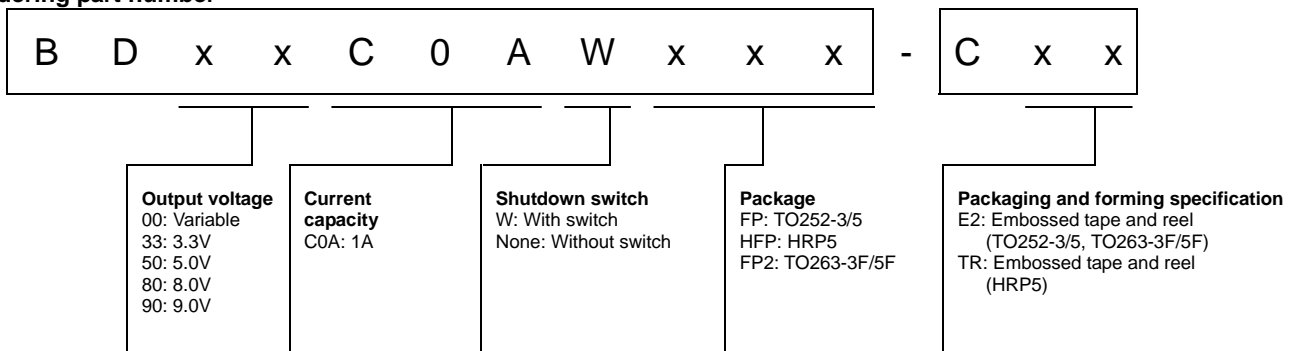 B D x x C 0 A W x x x - C x x
Output voltage
00: Variable
33: 3.3V
50: 5.0V
80: 8.0V
90: 9.0V
Current
capacity
C0A: 1A
Shutdown switch
W: With switch
None: Without switch
Package
FP: TO252-3/5
HFP: HRP5
FP2: TO263-3F/5F
Packaging and forming specification
E2: Embossed tape and reel
(TO252-3/5, TO263-3F/5F)
TR: Embossed tape and reel
(HRP5)